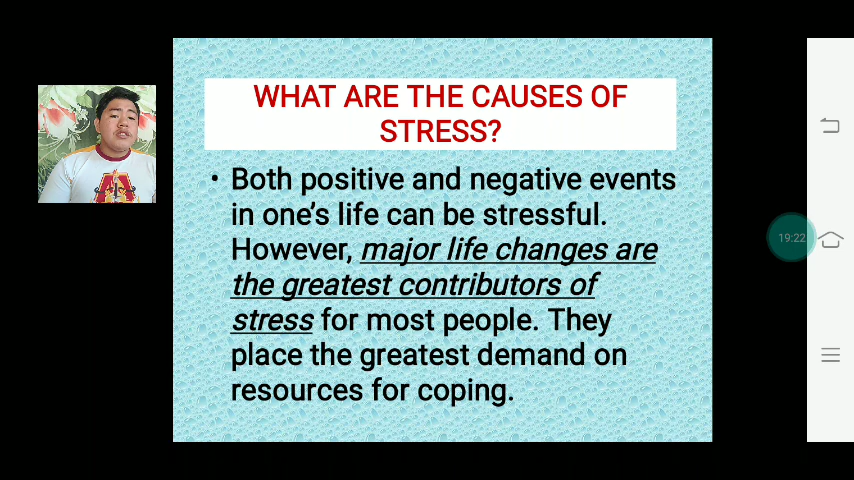 WHAT ARE THE CAUSES OF
STRESS?
• Both positive and negative events
in one's life can be stressful.
However, major life changes are
the greatest contributors of
stress for most people. They
place the greatest demand on
resources for coping.
19:22